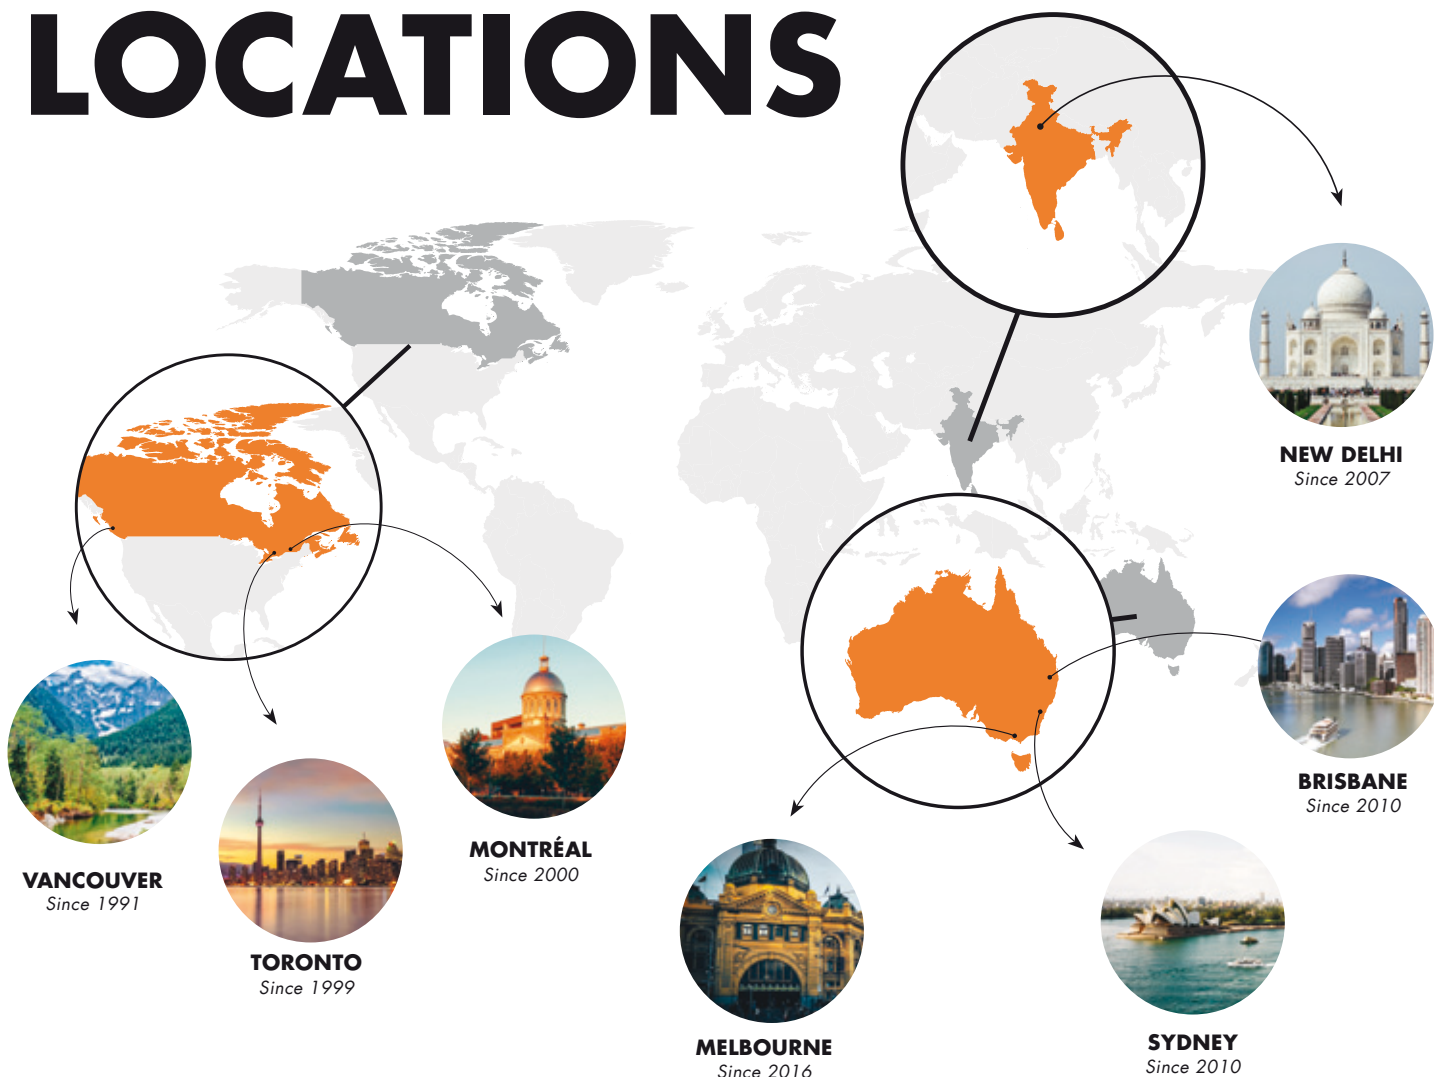 LOCATIONS
NEW DELHI
Since 2007
BRISBANE
Since 2010
MONTRÉAL
Since 2000
VANCOUVER
Since 1991
TORONTO
Since 1999
MELBOURNE
Since 2016
SYDNEY
Since 2010